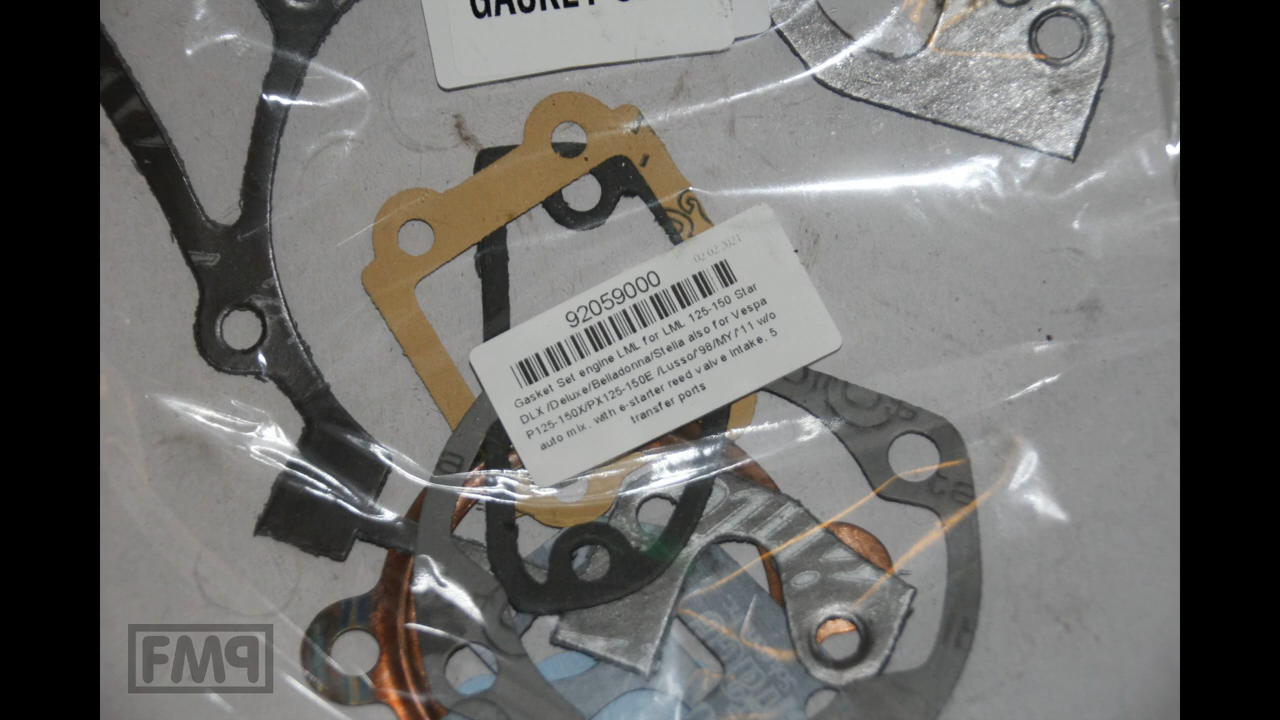 GASKET
02.02.2021
92059000
Gasket Set engine LML for LML 125-150 Star
DLX /Deluxe/Belladonna/Stella also for Vespa
P125-150X/PX125-150E /Lusso/'98/MY/'11 w/o
auto mix. with e-starter reed valve intake. 5
transfer ports
FMP